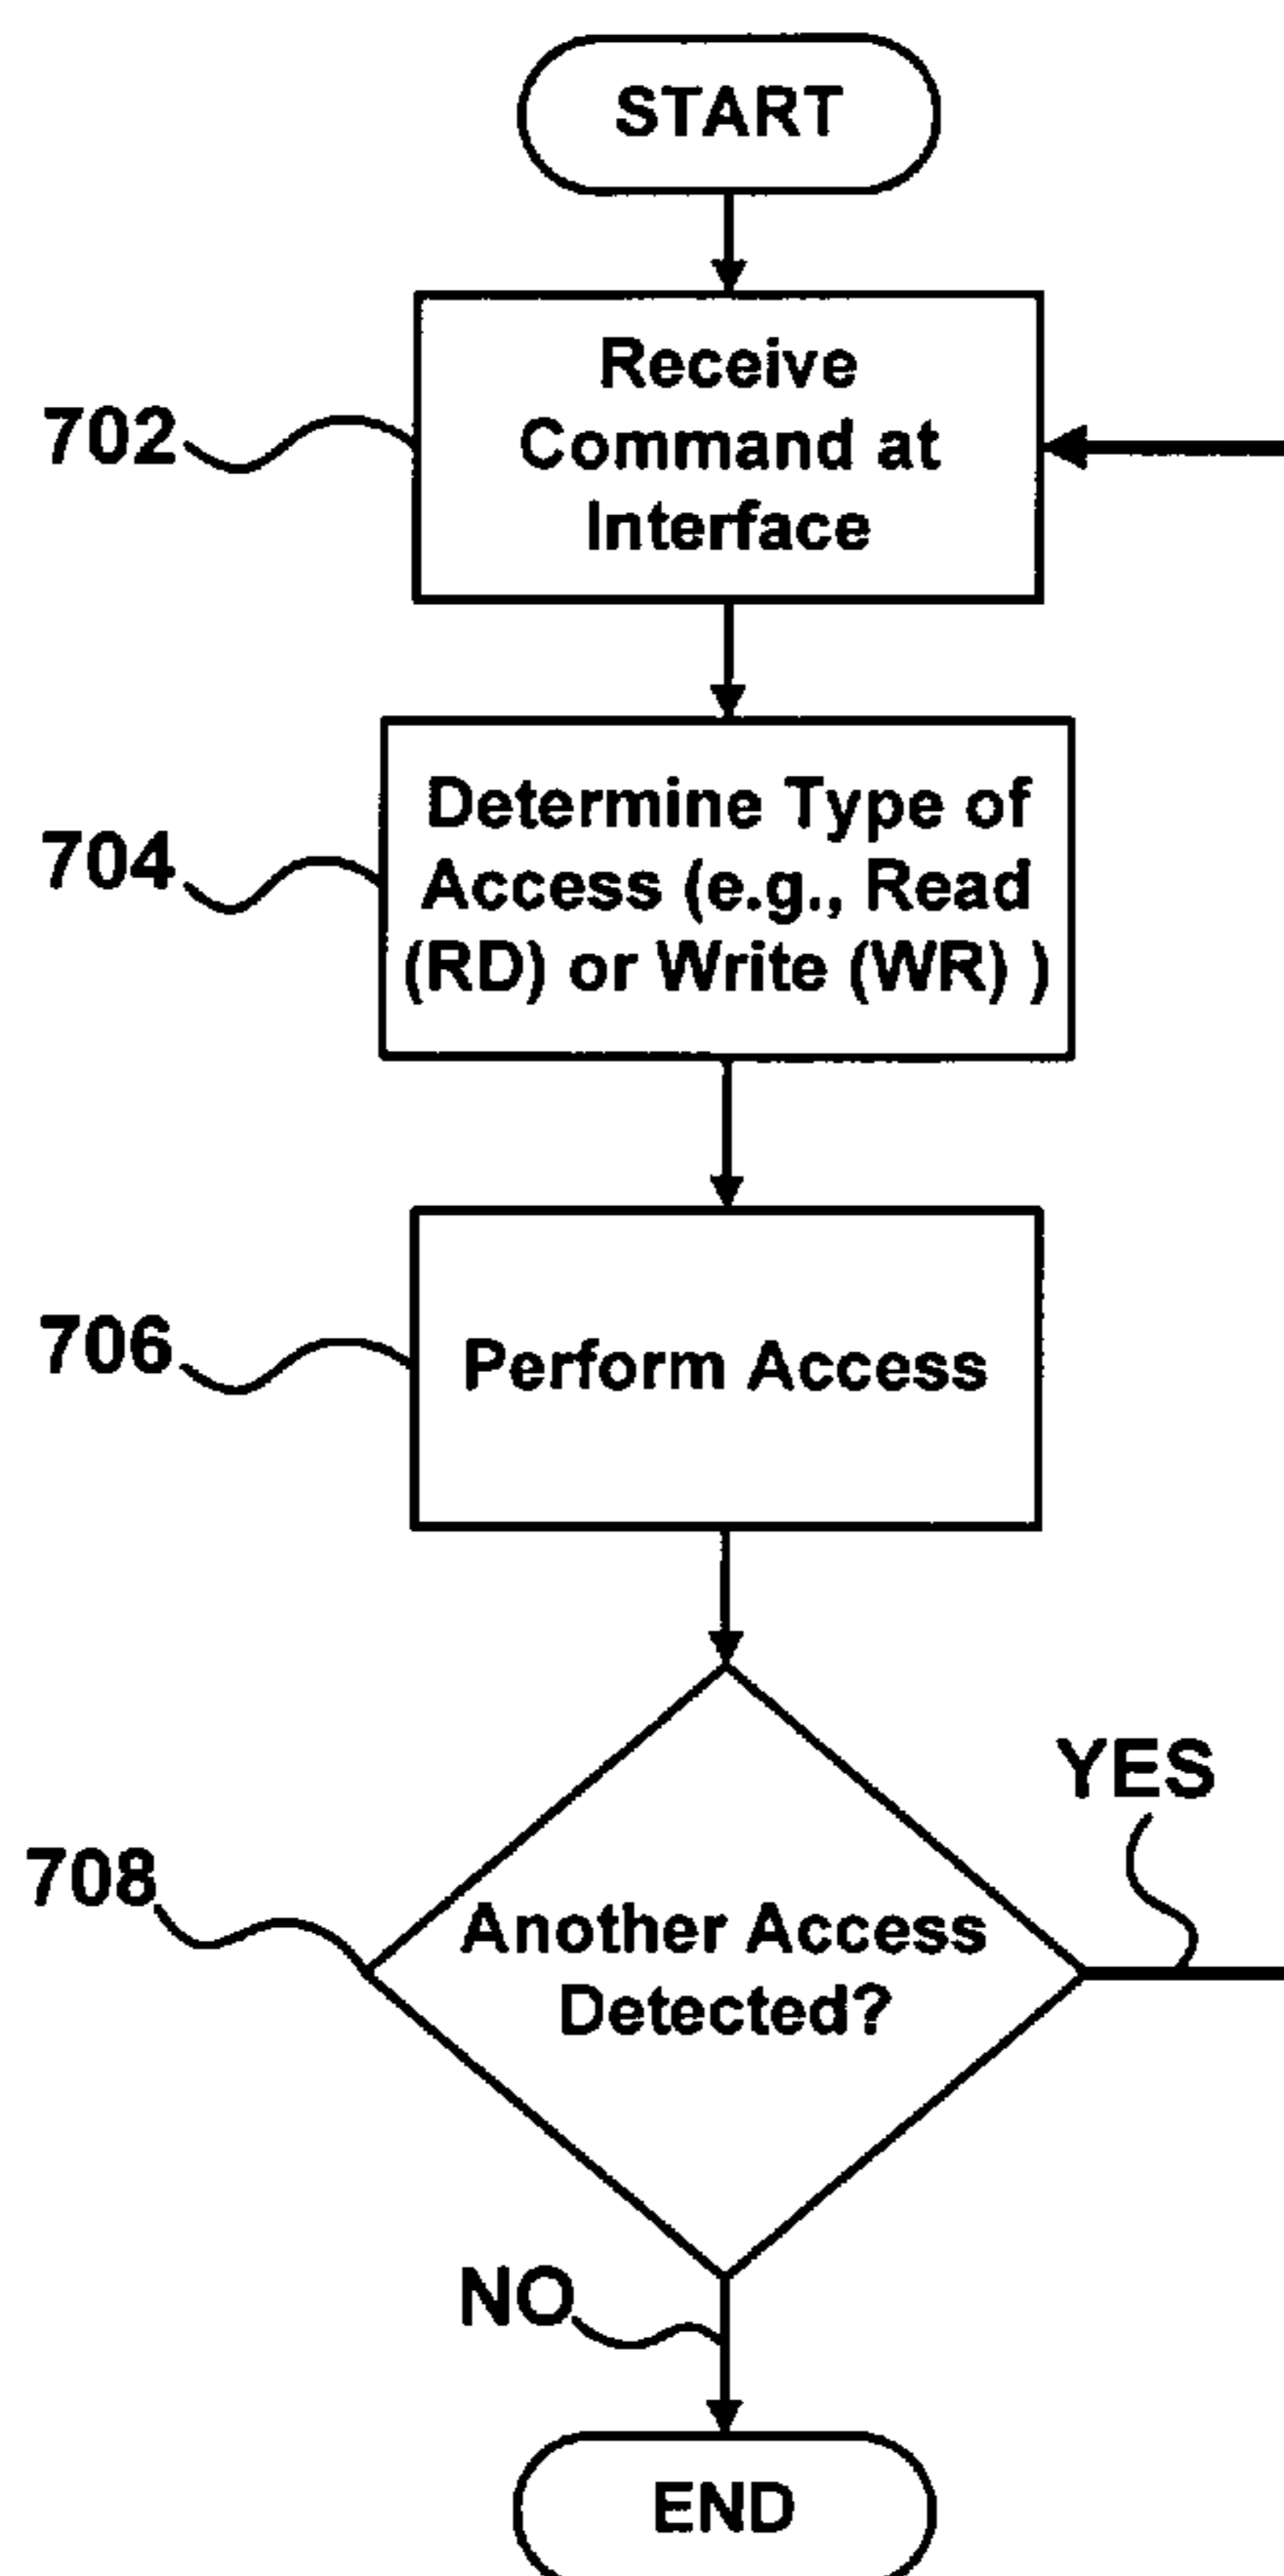 START
702
Receive
Command at
Interface
704
Determine Type of
Access (e.g., Read
(RD) or Write (WR) )
706
Perform Access
YES
708
Another Access
Detected?
NO
END